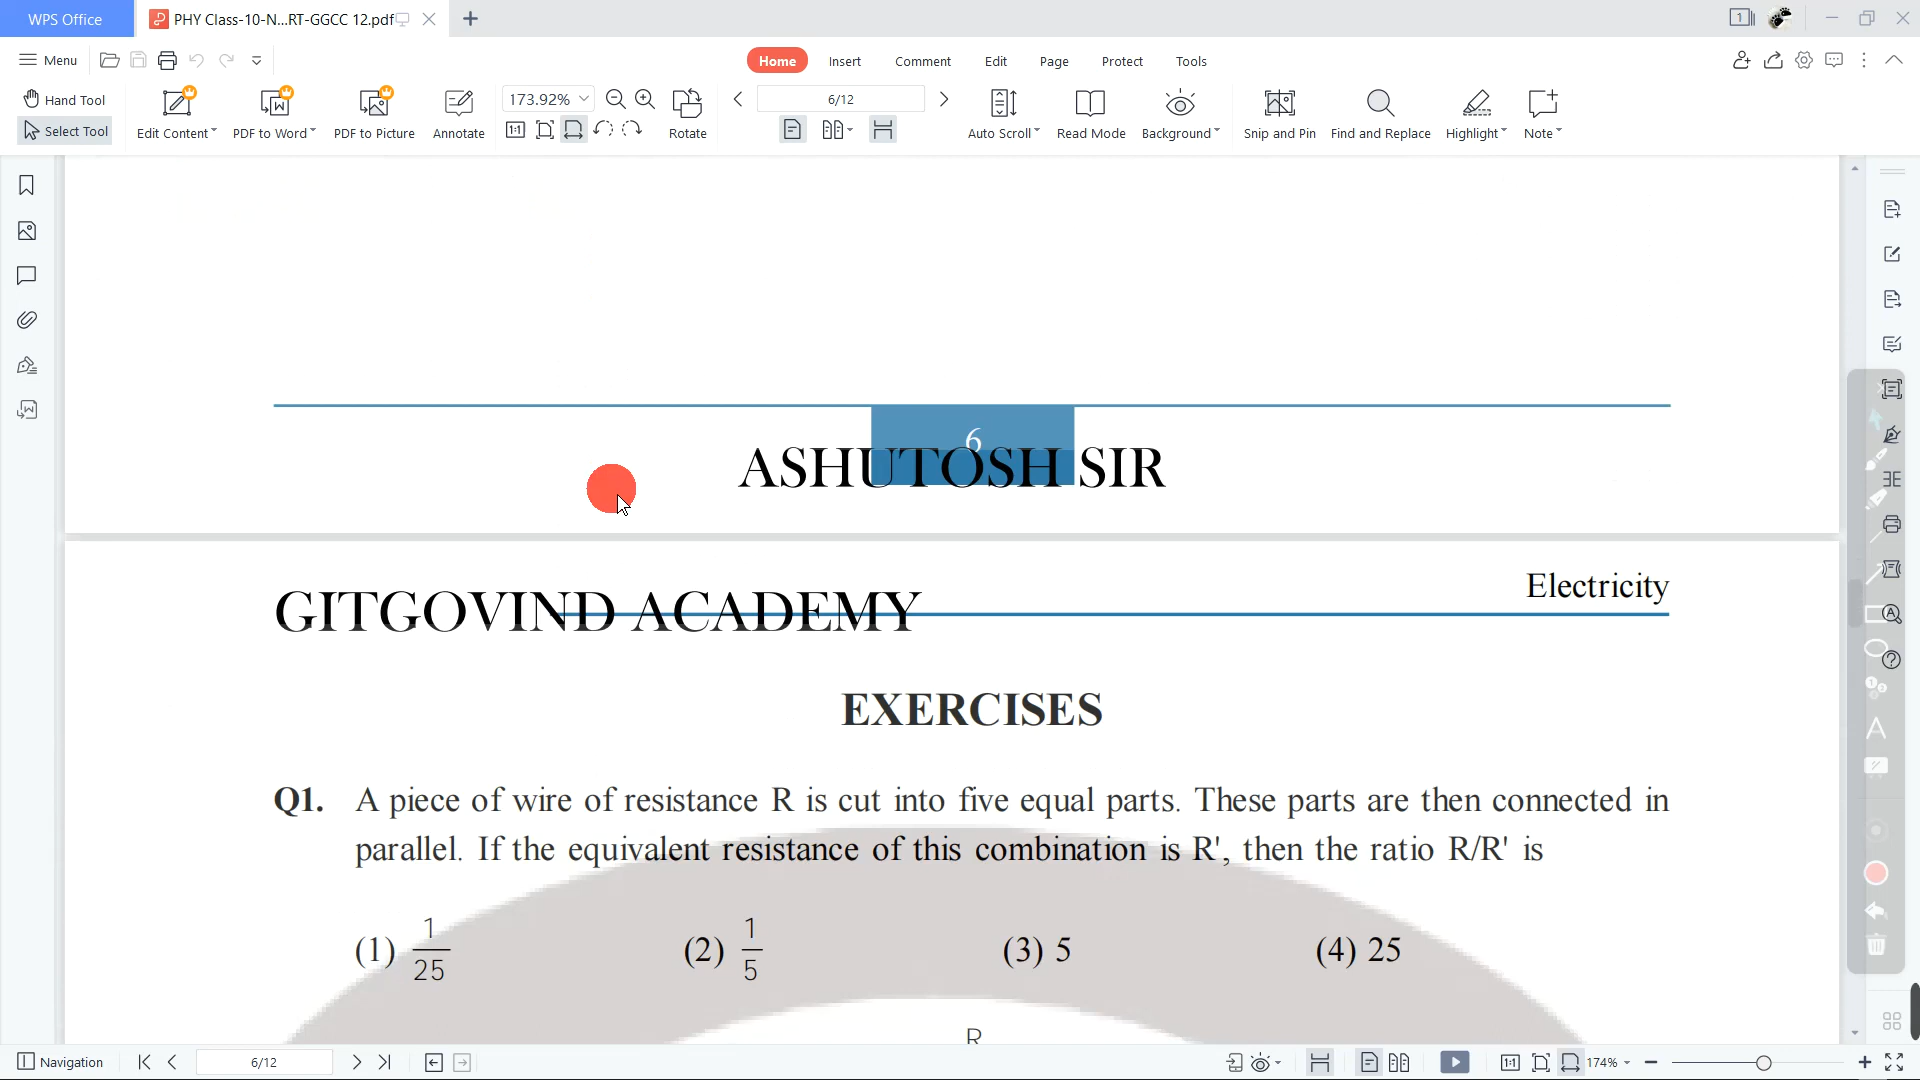 WPS Office
PHY Class-10-N...RT-GGCC 12.pdf
1
Menu
Home
Insert
Comment
Edit
Page
Protect
Tools
Hand Tool
Select Tool
Edit Content
PDF to Word
PDF to Picture
Annotate
173.92%
1:1
Rotate
6/12
Auto Scroll
Read Mode
Background
Snip and Pin
Find and Replace
Highlight
Note
6
ASHUTOSH SIR
GITGOVIND ACADEMY
Electricity
EXERCISES
Q1. A piece of wire of resistance R is cut into five equal parts. These parts are then connected in
parallel. If the equivalent resistance of this combination is R', then the ratio R/R' is
(1) 1/25 (2) 1/5 (3) 5 (4) 25
R
Navigation
6/12
1:1
174%